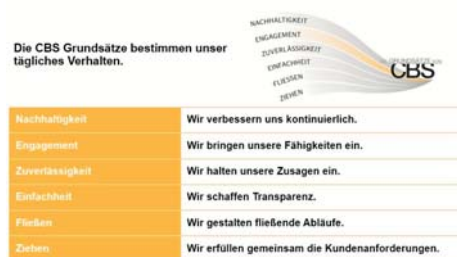 NACHHALTIGKEIT
ENGAGEMENT
ZUVERLÄSSIGKEIT
EINFACHHEIT
FLIESSEN
ZIEHEN
GRUNDSÄTZE
CBS
Die CBS Grundsätze bestimmen unser
tägliches Verhalten.
Nachhaltigkeit Wir verbessern uns kontinuierlich.
Engagement Wir bringen unsere Fähigkeiten ein.
Zuverlässigkeit Wir halten unsere Zusagen ein.
Einfachheit Wir schaffen Transparenz.
Fließen Wir gestalten fließende Abläufe.
Ziehen Wir erfüllen gemeinsam die Kundenanforderungen.